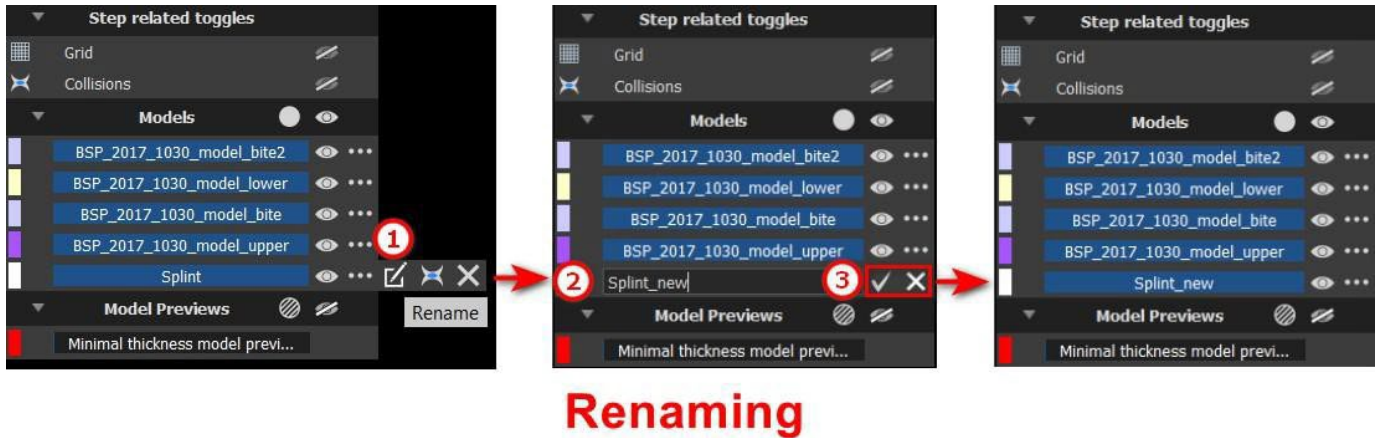 Step related toggles
Grid
Collisions
Models
BSP_2017_1030_model_bite2
BSP_2017_1030_model_lower
BSP_2017_1030_model_bite
BSP_2017_1030_model_upper
1
Splint
Model Previews
Rename
Minimal thickness model previ...
Step related toggles
Grid
Collisions
Models
BSP_2017_1030_model_bite2
BSP_2017_1030_model_lower
BSP_2017_1030_model_bite
BSP_2017_1030_model_upper
2 Splint_new 3
Model Previews
Minimal thickness model previ...
Step related toggles
Grid
Collisions
Models
BSP_2017_1030_model_bite2
BSP_2017_1030_model_lower
BSP_2017_1030_model_bite
BSP_2017_1030_model_upper
Splint_new
Model Previews
Minimal thickness model previ...
Renaming